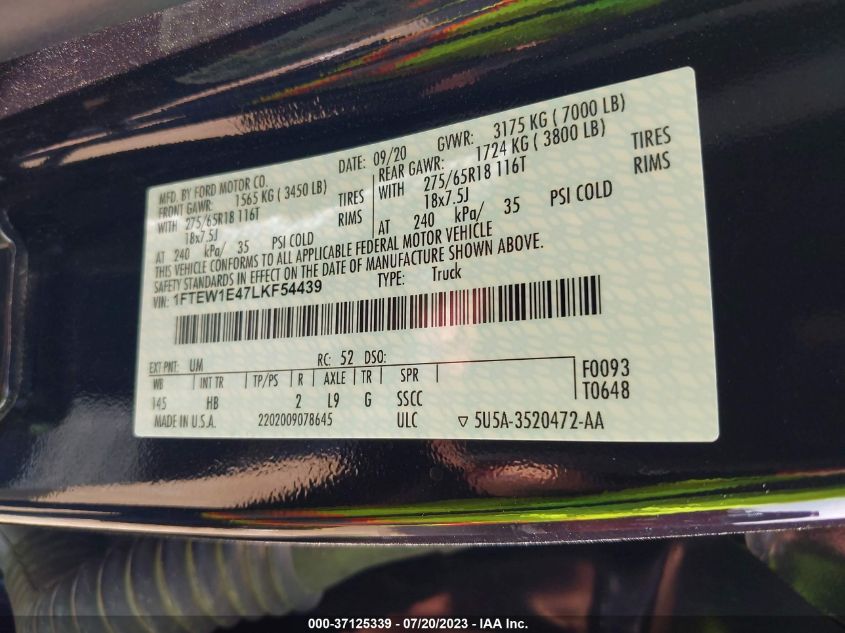 MFD. BY FORD MOTOR CO. DATE: 09/20 GVWR: 3175 KG ( 7000 LB)
FRONT GAWR: 1565 KG ( 3450 LB) REAR GAWR: 1724 KG ( 3800 LB)
WITH 275/65R18 116T TIRES WITH 275/65R18 116T TIRES
18x7.5J RIMS 18x7.5J RIMS
AT 240 kPa/ 35 PSI COLD AT 240 kPa/ 35 PSI COLD
THIS VEHICLE CONFORMS TO ALL APPLICABLE FEDERAL MOTOR VEHICLE
SAFETY STANDARDS IN EFFECT ON THE DATE OF MANUFACTURE SHOWN ABOVE.
VIN: 1FTEW1E47LKF54439 TYPE: Truck
EXT PNT: UM RC: 52 DSO: F0093
WB INT TR TP/PS R AXLE TR SPR T0648
145 HB 2 L9 G SSCC
MADE IN U.S.A. 2202009078645 ULC ▽ 5U5A-3520472-AA
000-37125339 - 07/20/2023 - IAA Inc.